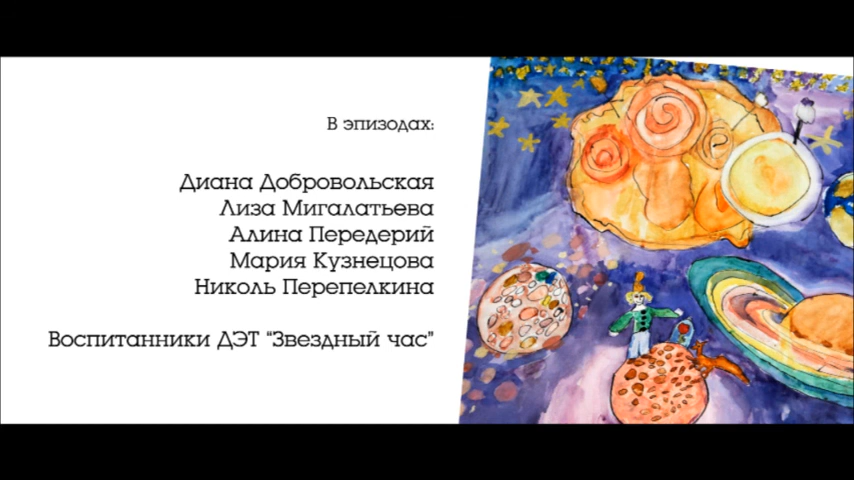 В эпизодах:
Диана Добровольская
Лиза Мигалатьева
Алина Передерий
Мария Кузнецова
Николь Перепелкина
Воспитанники ДЭТ "Звездный час"